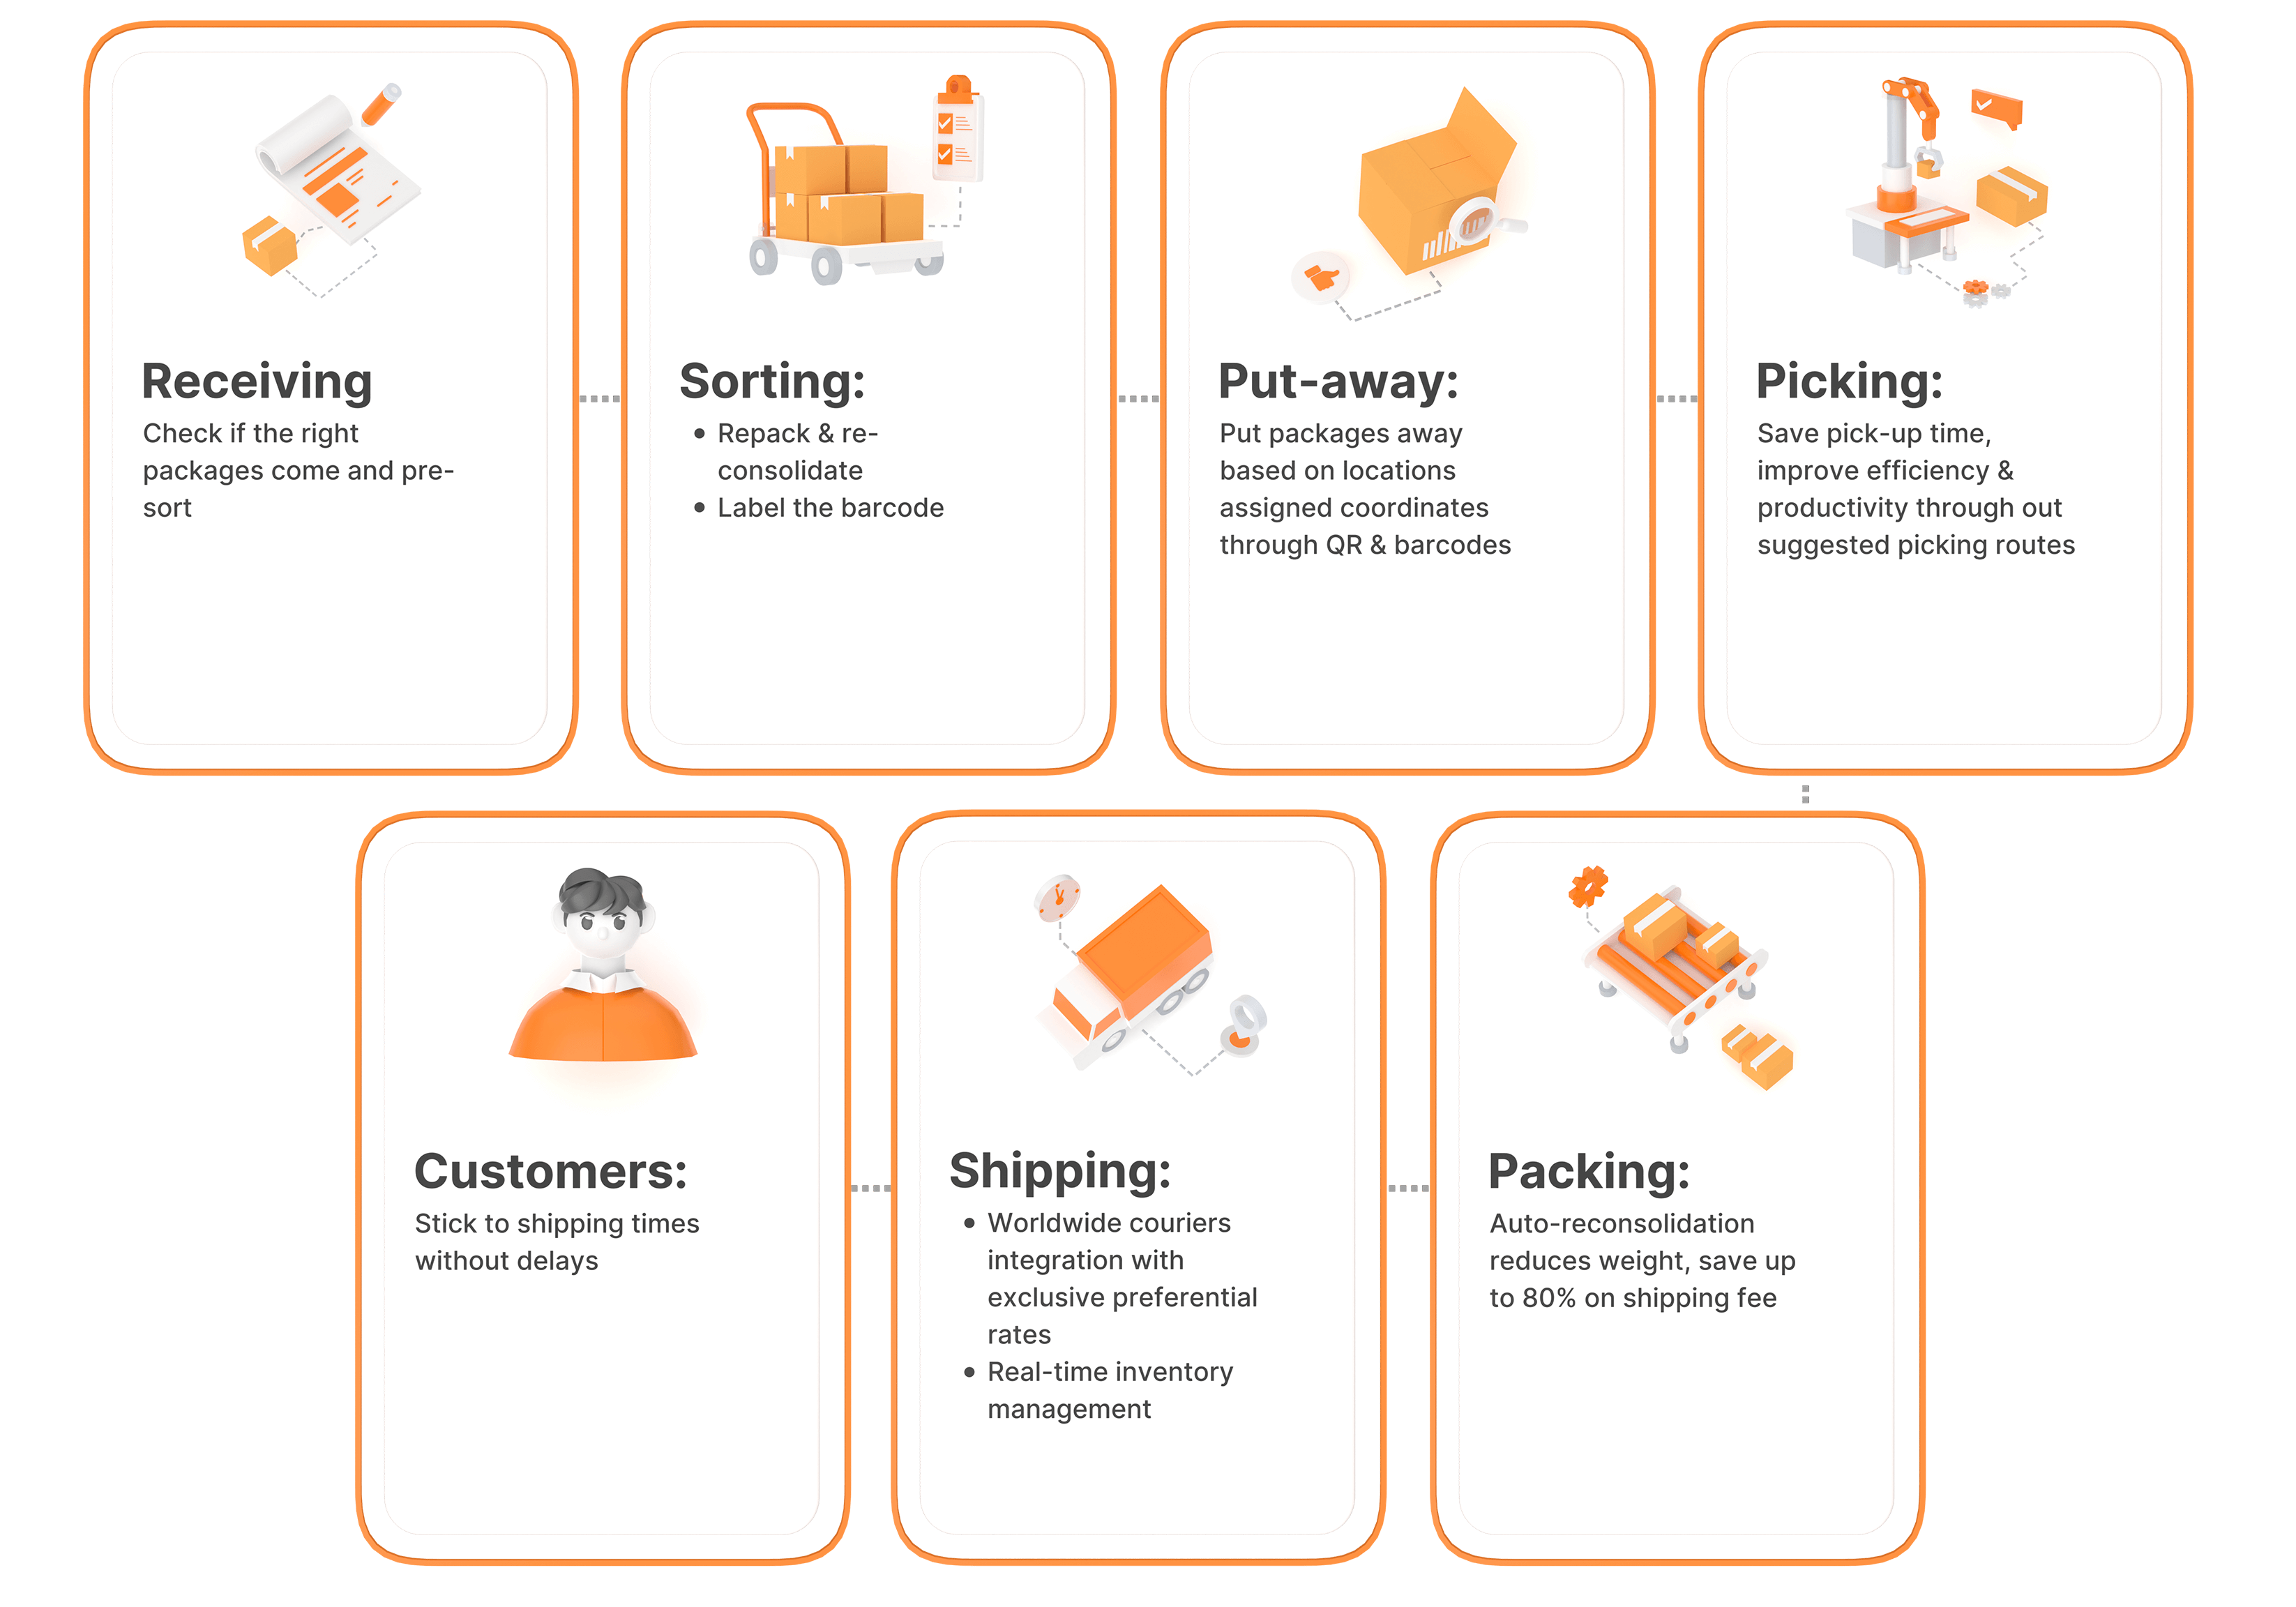 Receiving
Check if the right
packages come and pre-
sort
Sorting:
• Repack & re-
consolidate
• Label the barcode
Put-away:
Put packages away
based on locations
assigned coordinates
through QR & barcodes
Picking:
Save pick-up time,
improve efficiency &
productivity through out
suggested picking routes
Customers:
Stick to shipping times
without delays
Shipping:
• Worldwide couriers
integration with
exclusive preferential
rates
• Real-time inventory
management
Packing:
Auto-reconsolidation
reduces weight, save up
to 80% on shipping fee